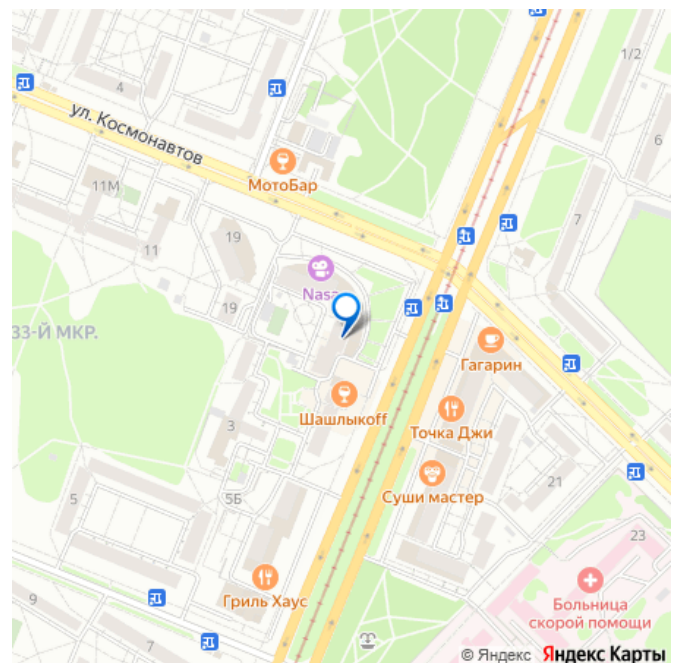 1/2
4
ул. Космонавтов
6
МотоБар
11М
7
19
11
Nasa
19
33-Й МКР.
Гагарин
Шашлыкоff
3
Точка Джи
5
5Б
Суши мастер
21
23
Гриль Хаус
Больница
скорой помощи
9
7
© Яндекс Яндекс Карты